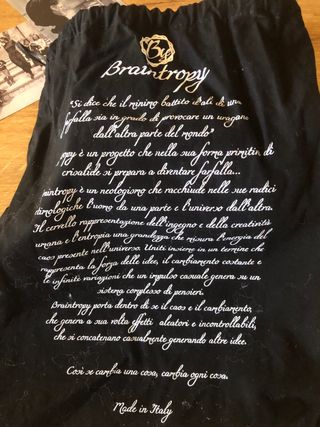 By
Braintropy
"Si dice che il minimo battito d'ali di una
farfalla sia in grado di provocare un uragano
dall'altra parte del mondo"
ppy è un progetto che nella sua forma primitiva di
crisalide si prepara a diventare farfalla...
aintropy è un neologismo che racchiude nelle sue radici
timologiche l'uomo da una parte e l'universo dall'altra.
Il cervello rappresentazione dell'ingegno e della creatività
umana e l'entropia una grandezza che misura l'energia del
caos presente nell'universo. Uniti insieme in un termine che
rappresenta la forza delle idee, il cambiamento costante e
le infinite variazioni che un impulso casuale genera su un
sistema complesso di pensieri.
Braintropy porta dentro di se il caos e il cambiamento,
che genera a sua volta effetti aleatori e incontrollabili,
che si concatenano casualmente generando altre idee.
Così se cambia una cosa, cambia ogni cosa.
Made in Italy